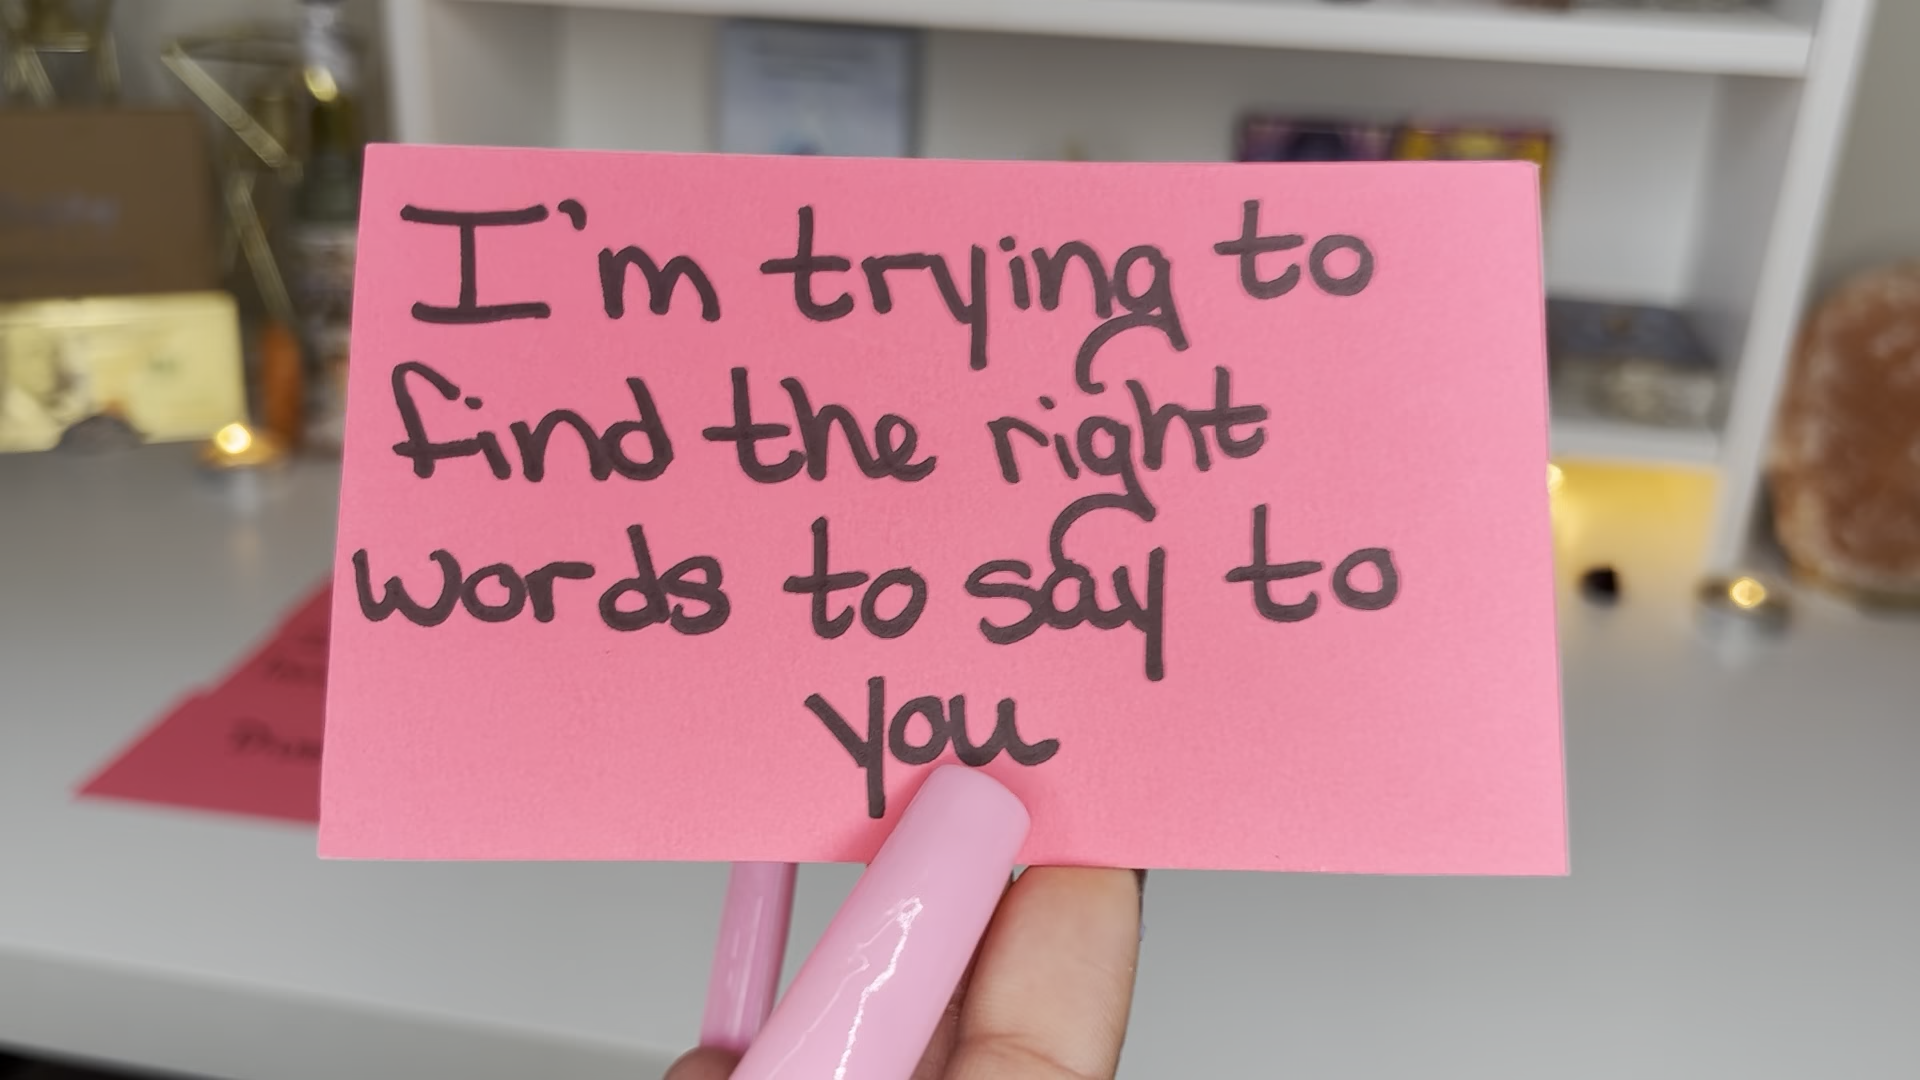 I'm trying to
find the right
words to say to
you